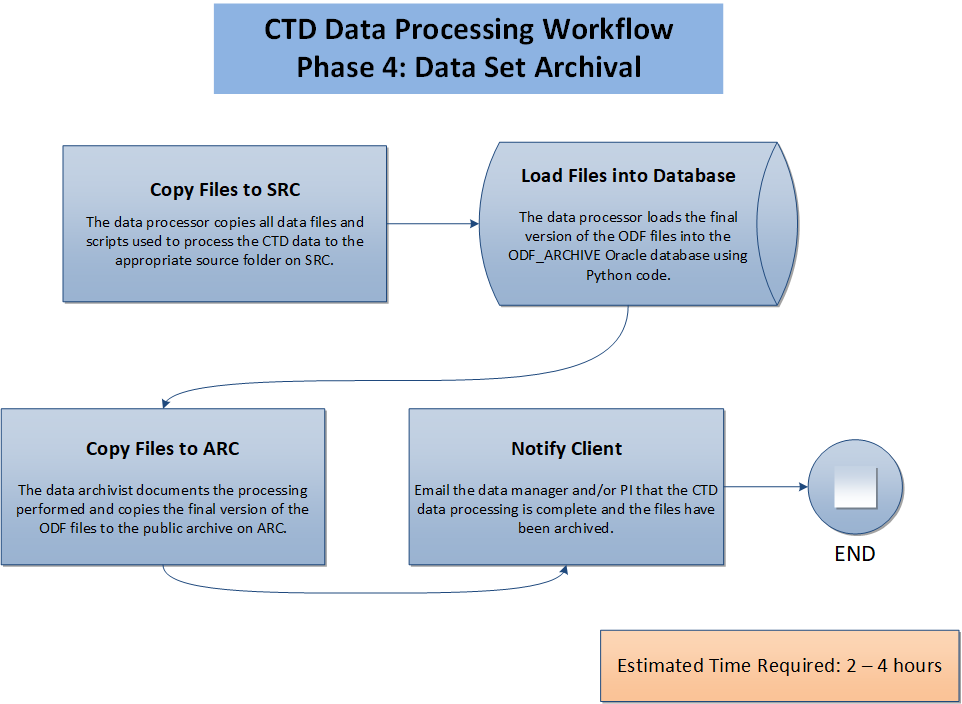 CTD Data Processing Workflow
Phase 4: Data Set Archival
Copy Files to SRC
The data processor copies all data files and
scripts used to process the CTD data to the
appropriate source folder on SRC.
Load Files into Database
The data processor loads the final
version of the ODF files into the
ODF_ARCHIVE Oracle database using
Python code.
Copy Files to ARC
The data archivist documents the processing
performed and copies the final version of the
ODF files to the public archive on ARC.
Notify Client
Email the data manager and/or PI that the CTD
data processing is complete and the files have
been archived.
END
Estimated Time Required: 2 – 4 hours